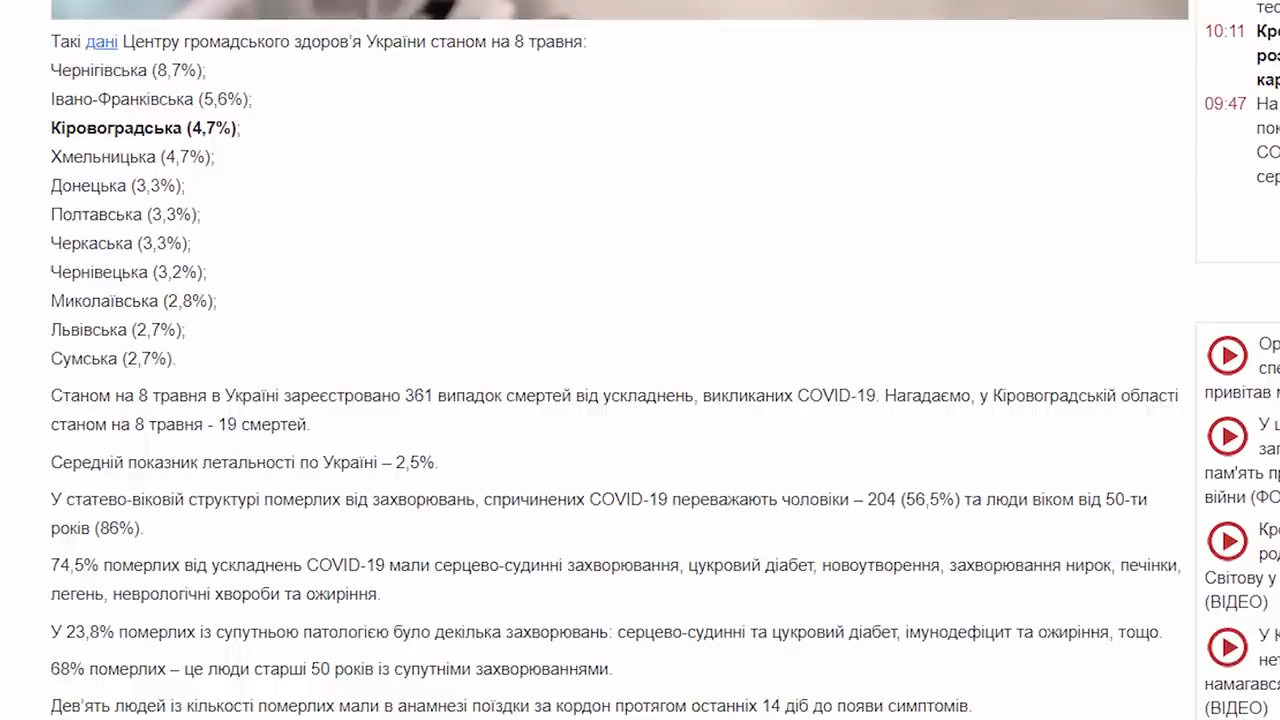 Такі дані Центру громадського здоров’я України станом на 8 травня:
Чернігівська (8,7%);
Івано-Франківська (5,6%);
Кіровоградська (4,7%);
Хмельницька (4,7%);
Донецька (3,3%);
Полтавська (3,3%);
Черкаська (3,3%);
Чернівецька (3,2%);
Миколаївська (2,8%);
Львівська (2,7%);
Сумська (2,7%).
Станом на 8 травня в Україні зареєстровано 361 випадок смертей від ускладнень, викликаних COVID-19. Нагадаємо, у Кіровоградській області
станом на 8 травня - 19 смертей.
Середній показник летальності по Україні – 2,5%.
У статево-віковій структурі померлих від захворювань, спричинених COVID-19 переважають чоловіки – 204 (56,5%) та люди віком від 50-ти
років (86%).
74,5% померлих від ускладнень COVID-19 мали серцево-судинні захворювання, цукровий діабет, новоутворення, захворювання нирок, печінки,
легень, неврологічні хвороби та ожиріння.
У 23,8% померлих із супутньою патологією було декілька захворювань: серцево-судинні та цукровий діабет, імунодефіцит та ожиріння, тощо.
68% померлих – це люди старші 50 років із супутніми захворюваннями.
Дев’ять людей із кількості померлих мали в анамнезі поїздки за кордон протягом останніх 14 діб до появи симптомів.
10:11
09:47 На
привітав
У
пам'ять
війни
Світову у
(ВІДЕО)
У
намагався
(ВІДЕО)